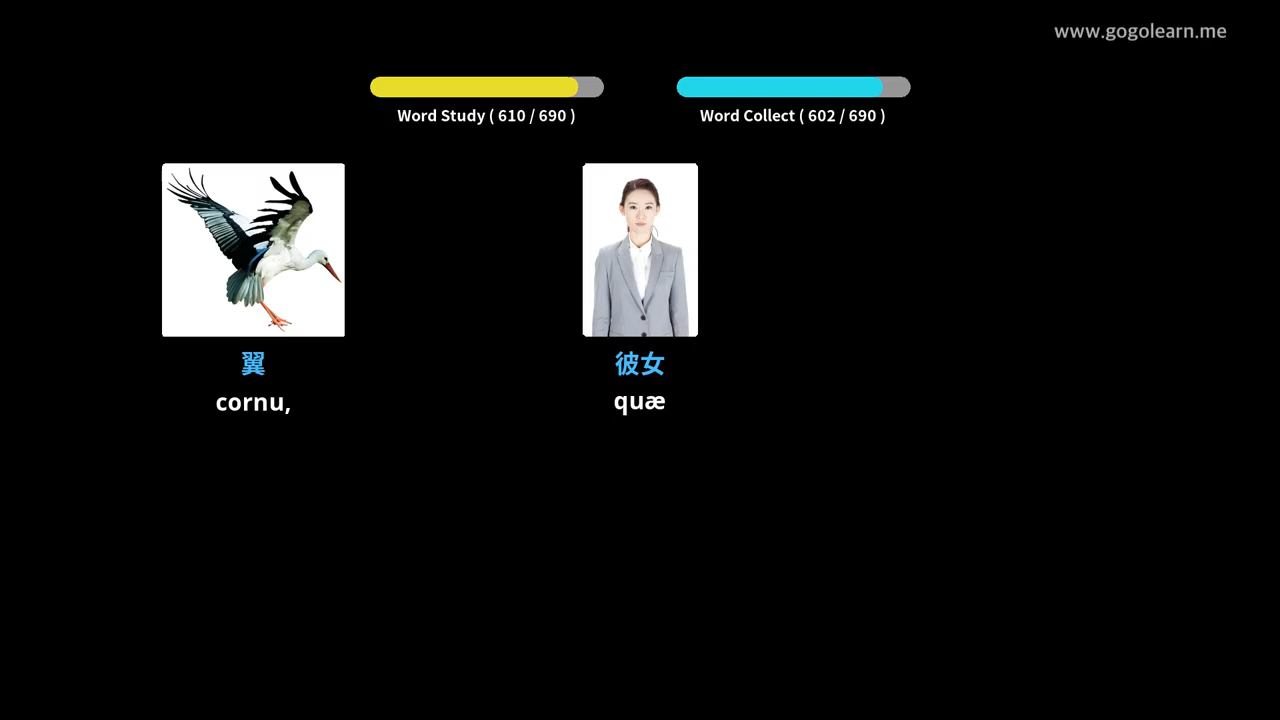 www.gogolearn.me
Word Study ( 610 / 690 )
Word Collect ( 602 / 690 )
翼
cornu,
彼女
quæ